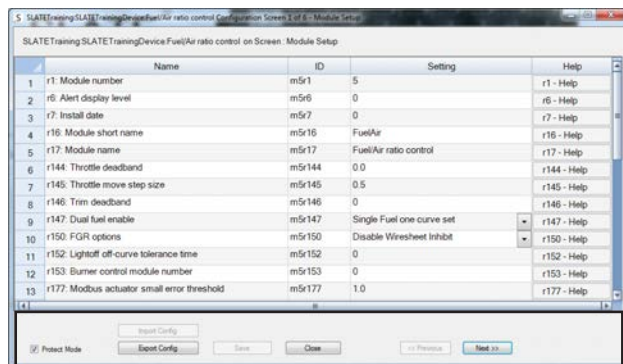 SLATETraining:SLATETrainingDevice:Fuel/Air ratio control Configuration Screen 1 of 6 - Module Setup
SLATETraining:SLATETrainingDevice:Fuel/Air ratio control on Screen: Module Setup
Name ID Setting Help
1 r1: Module number m5r1 5 r1 - Help
2 r6: Alert display level m5r6 0 r6 - Help
3 r7: Install date m5r7 0 r7 - Help
4 r16: Module short name m5r16 FuelAir r16 - Help
5 r17: Module name m5r17 Fuel/Air ratio control r17 - Help
6 r144: Throttle deadband m5r144 0.0 r144 - Help
7 r145: Throttle move step size m5r145 0.5 r145 - Help
8 r146: Trim deadband m5r146 0 r146 - Help
9 r147: Dual fuel enable m5r147 Single Fuel one curve set r147 - Help
10 r150: FGR options m5r150 Disable Wiresheet Inhibit r150 - Help
11 r152: Lightoff off-curve tolerance time m5r152 0 r152 - Help
12 r153: Burner control module number m5r153 0 r153 - Help
13 r177: Modbus actuator small error threshold m5r177 1.0 r177 - Help
Import Config
Protect Mode Export Config Save Close << Previous Next >>